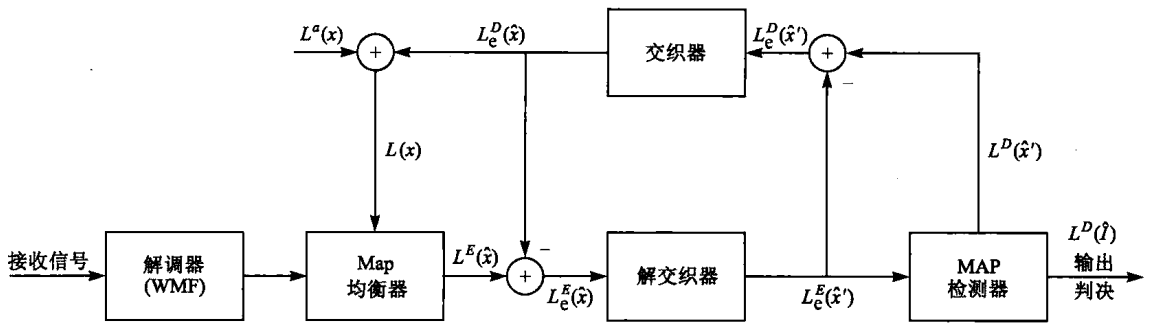 L^a(x)
+
L_e^D(x̂)
交织器
L_e^D(x̂′)
+
−
L(x)
L^D(x̂′)
接收信号
解调器
(WMF)
Map
均衡器
L^E(x̂)
−
+
L_e^E(x̂)
解交织器
L_e^E(x̂′)
MAP
检测器
L^D(Î)
输出
判决